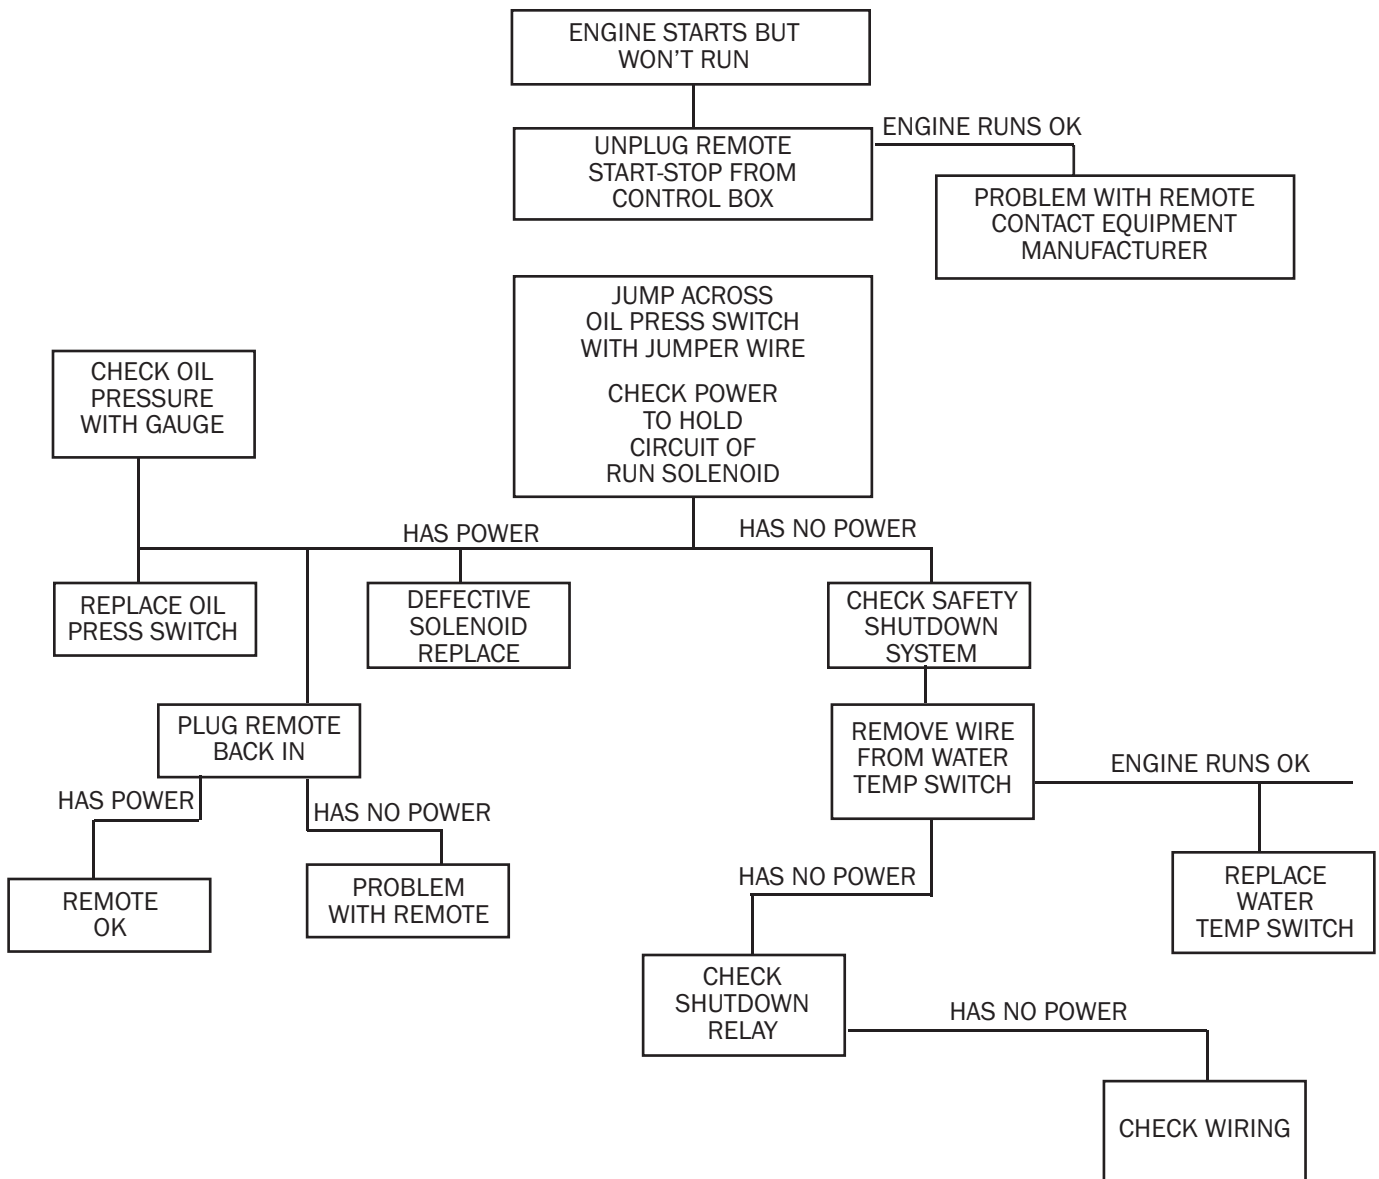 ENGINE STARTS BUT
WON'T RUN
ENGINE RUNS OK
UNPLUG REMOTE
START-STOP FROM
CONTROL BOX
PROBLEM WITH REMOTE
CONTACT EQUIPMENT
MANUFACTURER
JUMP ACROSS
OIL PRESS SWITCH
WITH JUMPER WIRE
CHECK POWER
TO HOLD
CIRCUIT OF
RUN SOLENOID
CHECK OIL
PRESSURE
WITH GAUGE
HAS POWER
HAS NO POWER
REPLACE OIL
PRESS SWITCH
DEFECTIVE
SOLENOID
REPLACE
CHECK SAFETY
SHUTDOWN
SYSTEM
PLUG REMOTE
BACK IN
REMOVE WIRE
FROM WATER
TEMP SWITCH
ENGINE RUNS OK
HAS POWER
HAS NO POWER
REMOTE
OK
PROBLEM
WITH REMOTE
HAS NO POWER
REPLACE
WATER
TEMP SWITCH
CHECK
SHUTDOWN
RELAY
HAS NO POWER
CHECK WIRING